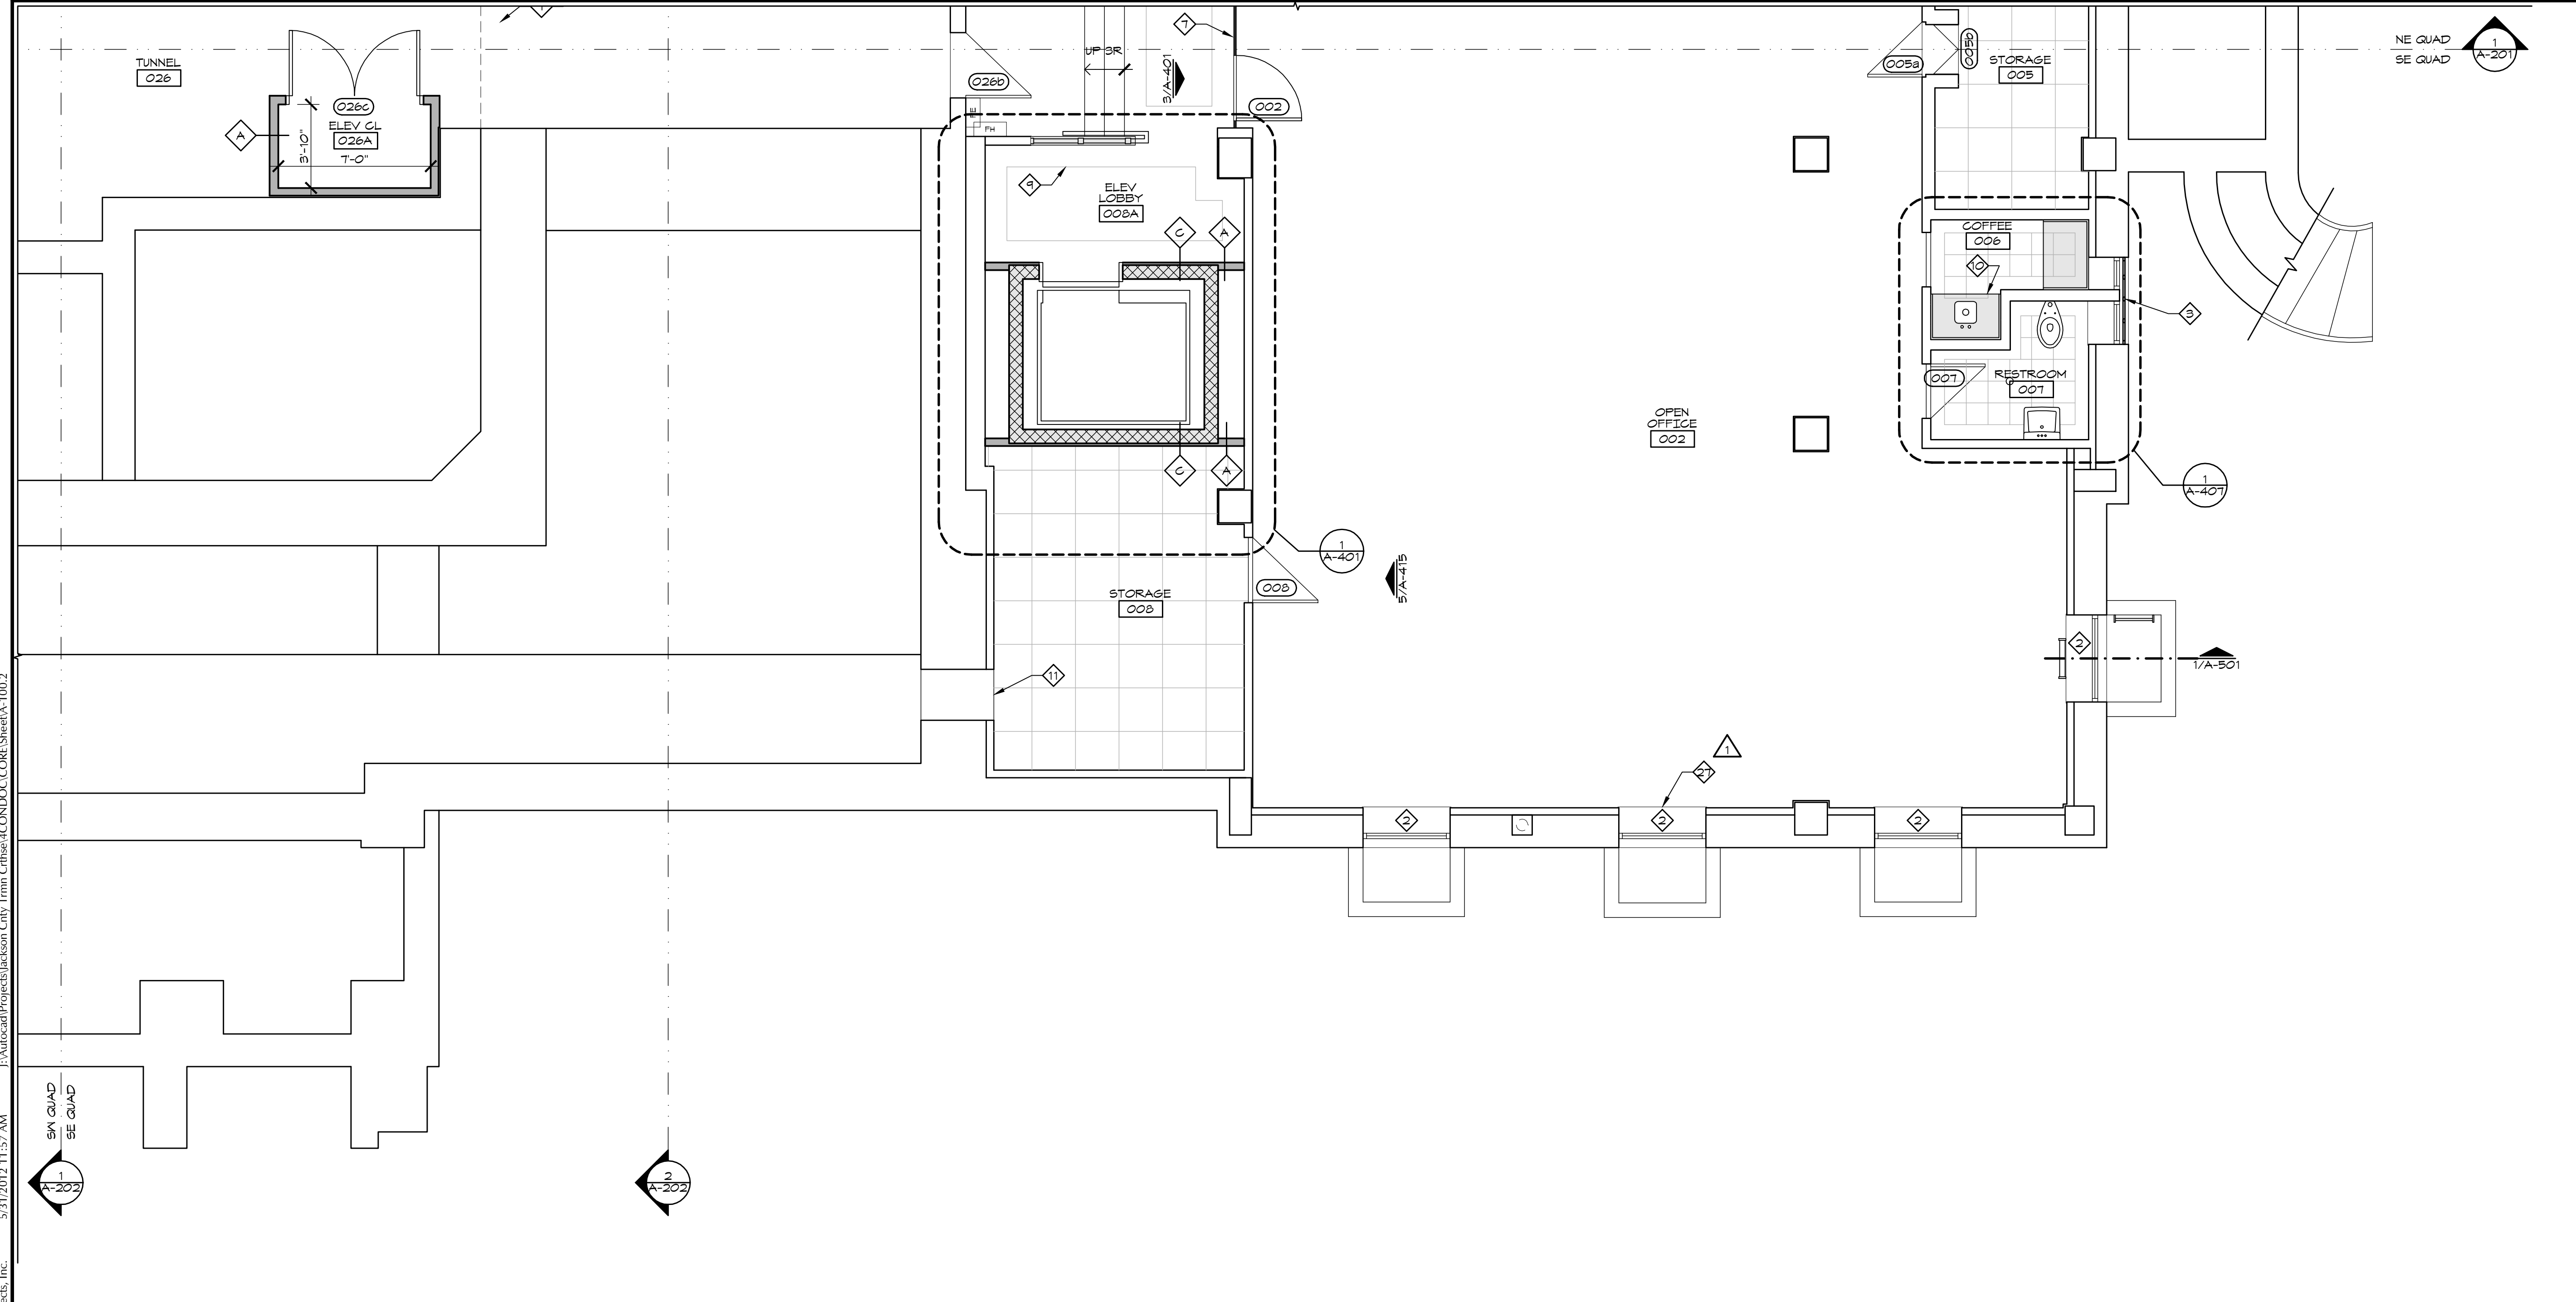 TUNNEL
026
026c
ELEV CL
026A
3'-10"
7'-0"
A
UP 3R
3/A-401
7
026b
FE
FH
002
9
ELEV
LOBBY
008A
C
A
C
A
STORAGE
008
008
11
1
A-401
5/A-415
OPEN
OFFICE
002
005a
005b
STORAGE
005
NE QUAD
SE QUAD
1
A-201
COFFEE
006
10
3
007
RESTROOM
007
1
A-407
2
1/A-501
1
27
2
2
2
SW QUAD
SE QUAD
1
A-202
2
A-202
J:\Autocad\Projects\Jackson Cnty Trmn Crthse\4CONDOC\CORE\Sheet\A-100.2
5/31/2012 11:57 AM
ects, Inc.